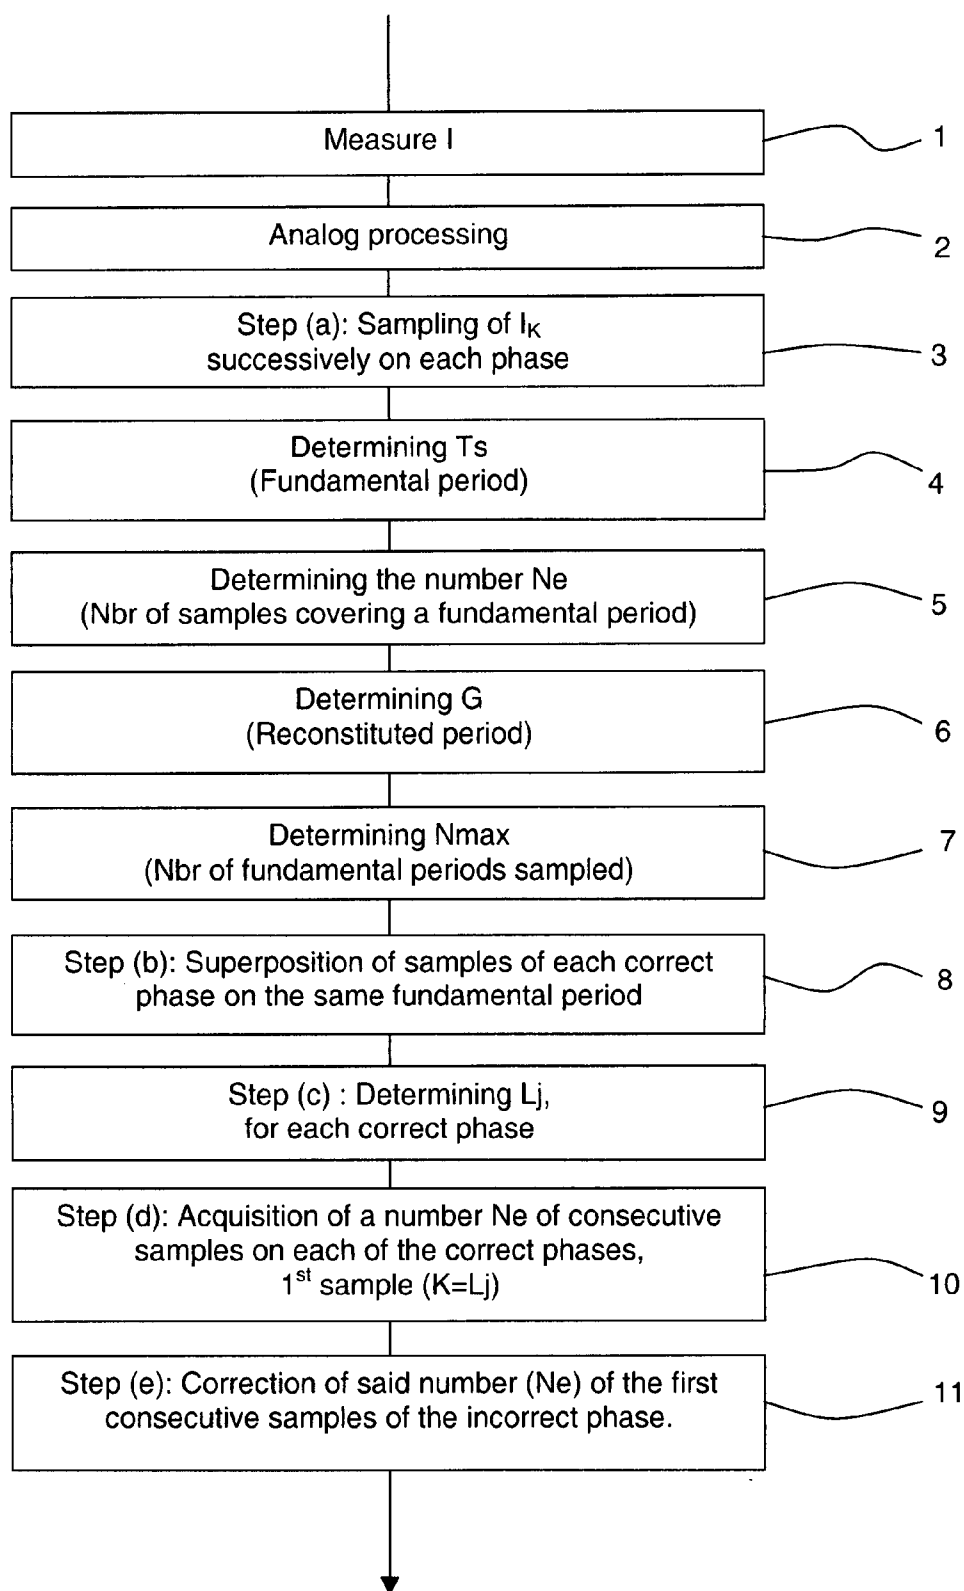 Measure I
1
Analog processing
2
Step (a): Sampling of I_K
successively on each phase
3
Determining Ts
(Fundamental period)
4
Determining the number Ne
(Nbr of samples covering a fundamental period)
5
Determining G
(Reconstituted period)
6
Determining Nmax
(Nbr of fundamental periods sampled)
7
Step (b): Superposition of samples of each correct
phase on the same fundamental period
8
Step (c) : Determining Lj,
for each correct phase
9
Step (d): Acquisition of a number Ne of consecutive
samples on each of the correct phases,
1st sample (K=Lj)
10
Step (e): Correction of said number (Ne) of the first
consecutive samples of the incorrect phase.
11